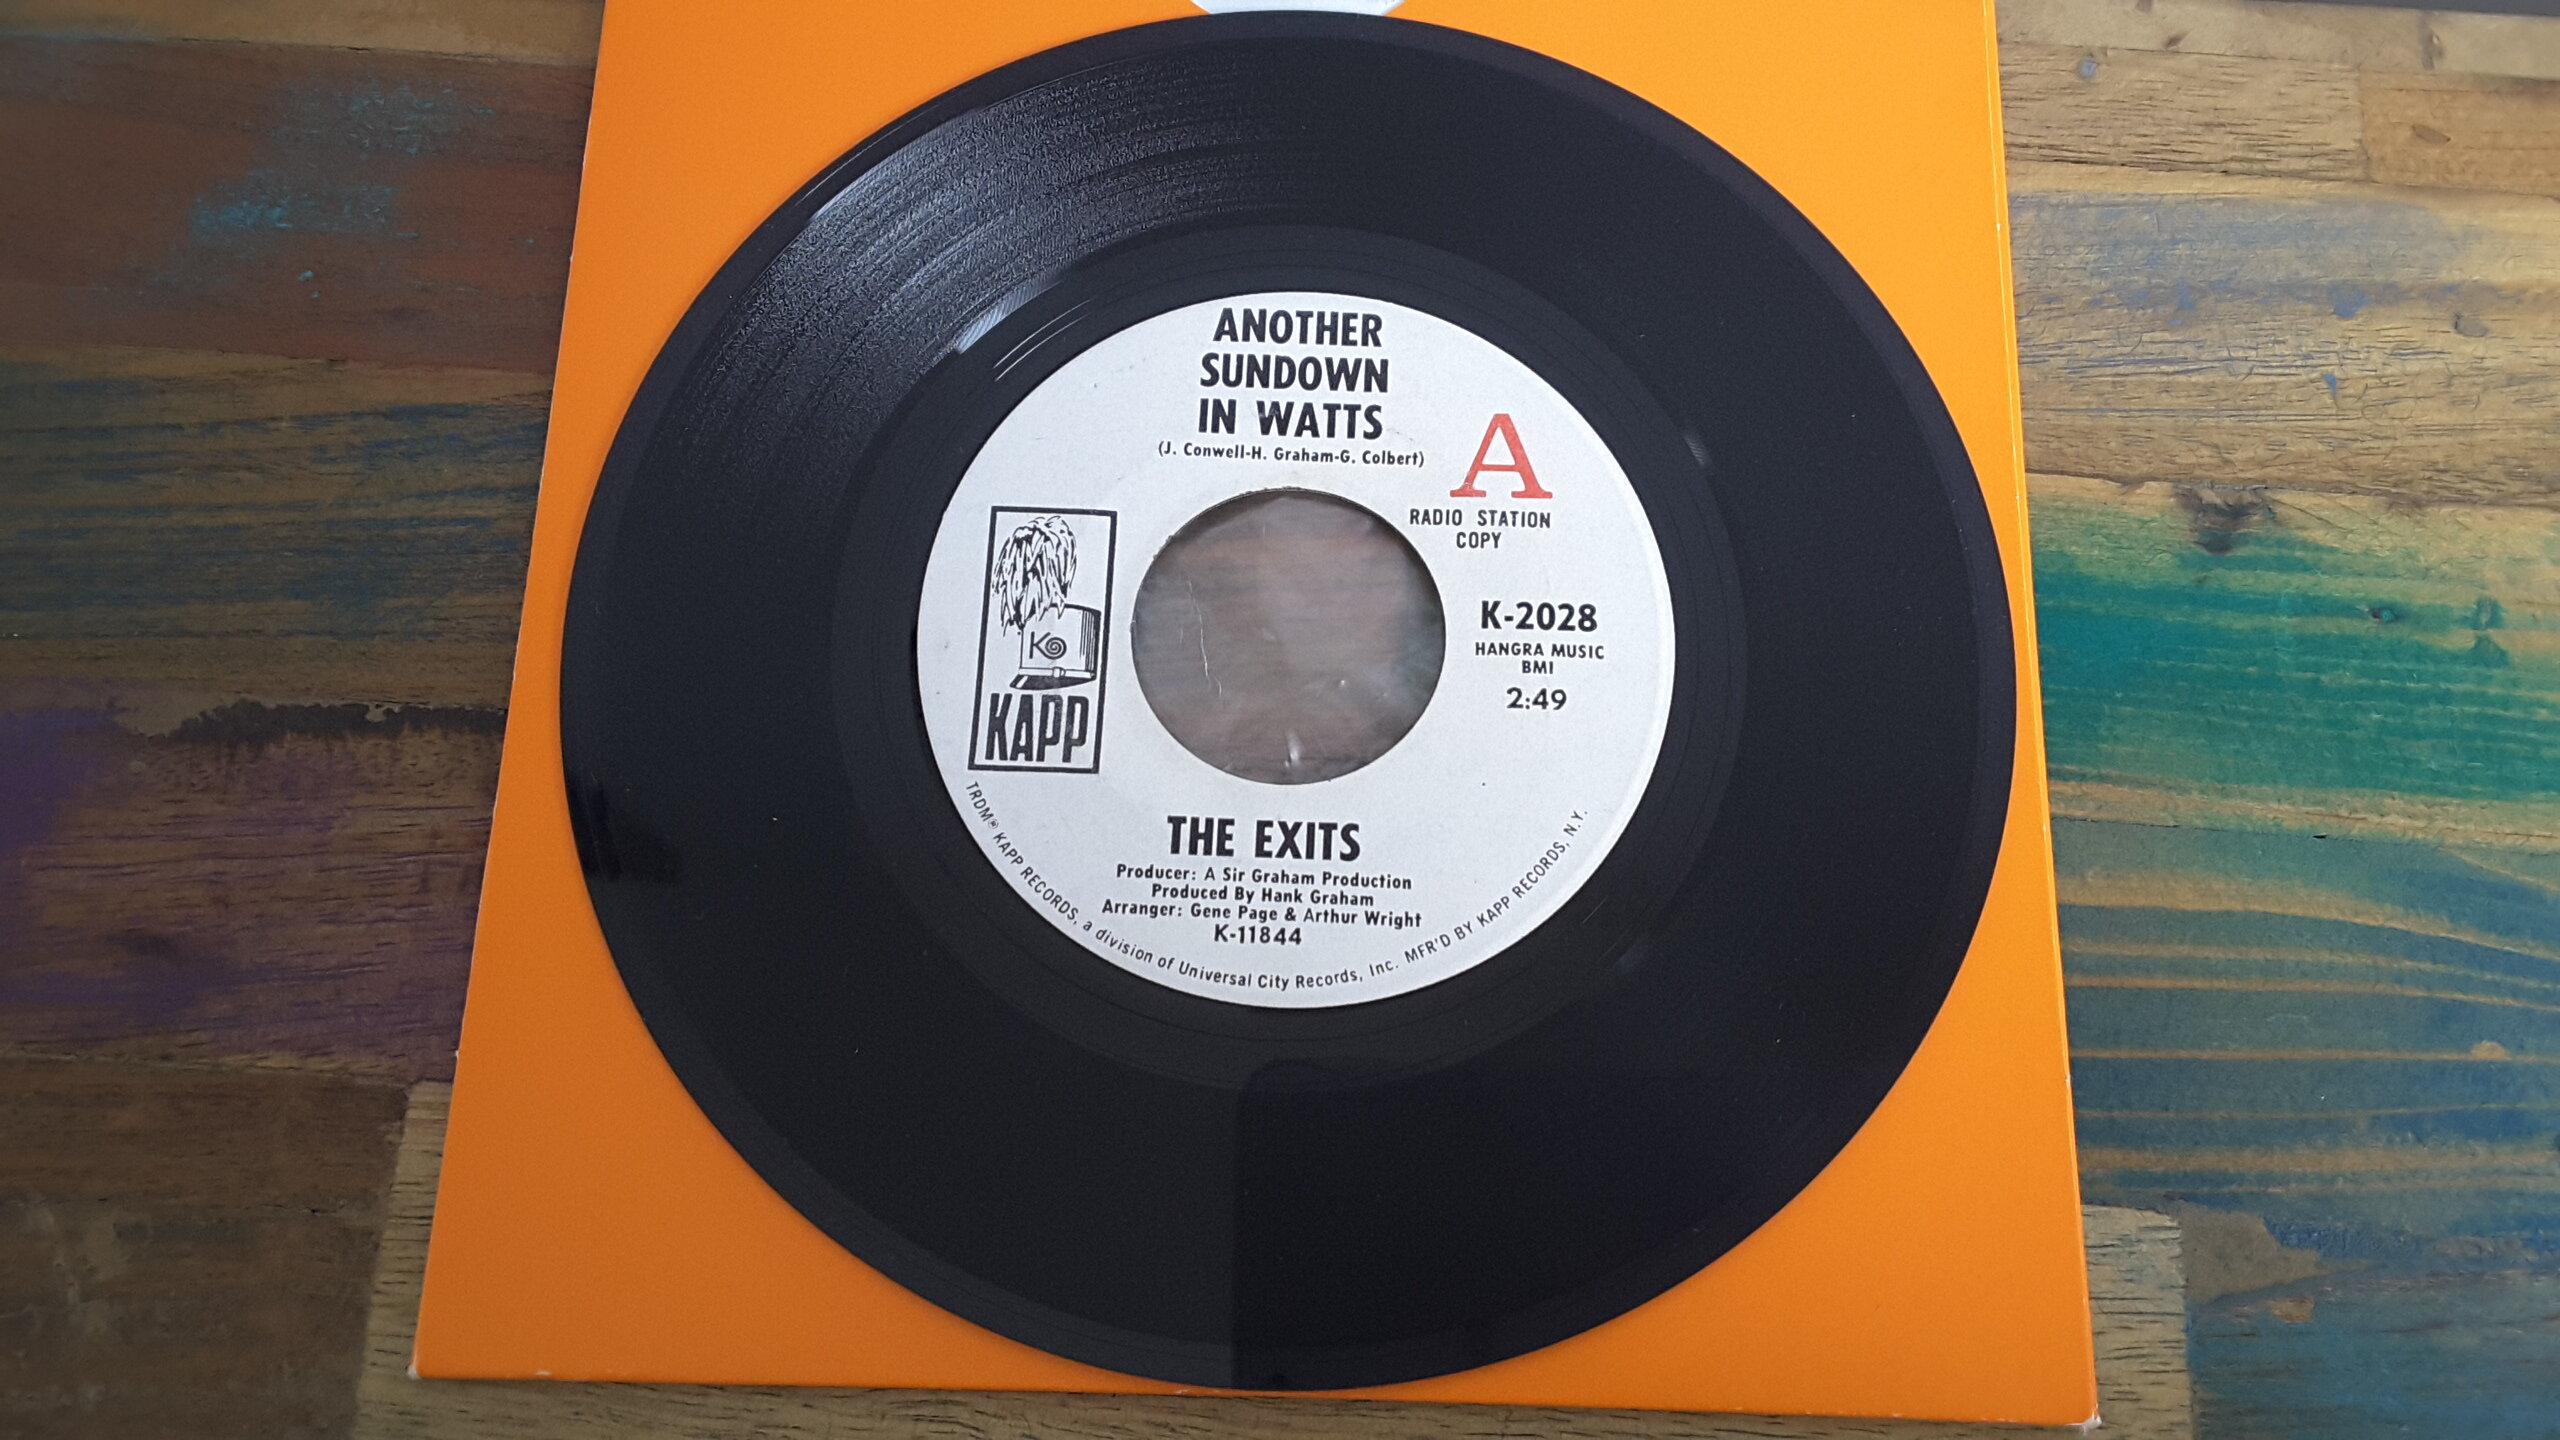 ANOTHER
SUNDOWN
IN WATTS
(J. Conwell-H. Graham-G. Colbert)
A
RADIO STATION
COPY
K
KAPP
K-2028
HANGRA MUSIC
BMI
2:49
THE EXITS
Producer: A Sir Graham Production
Produced By Hank Graham
Arranger: Gene Page & Arthur Wright
K-11844
TRDM® KAPP RECORDS, a division of Universal City Records, Inc. MFR'D BY KAPP RECORDS, N.Y.